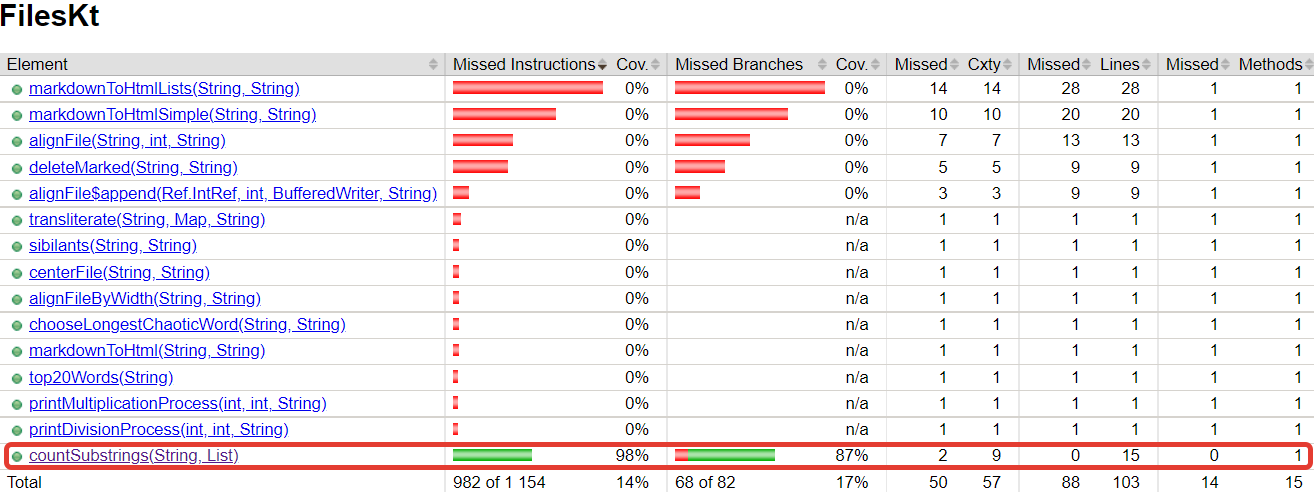 FilesKt
Element Missed Instructions Cov. Missed Branches Cov. Missed Cxty Missed Lines Missed Methods
markdownToHtmlLists(String, String) 0% 0% 14 14 28 28 1 1
markdownToHtmlSimple(String, String) 0% 0% 10 10 20 20 1 1
alignFile(String, int, String) 0% 0% 7 7 13 13 1 1
deleteMarked(String, String) 0% 0% 5 5 9 9 1 1
alignFile$append(Ref.IntRef, int, BufferedWriter, String) 0% 0% 3 3 9 9 1 1
transliterate(String, Map, String) 0% n/a 1 1 1 1 1 1
sibilants(String, String) 0% n/a 1 1 1 1 1 1
centerFile(String, String) 0% n/a 1 1 1 1 1 1
alignFileByWidth(String, String) 0% n/a 1 1 1 1 1 1
chooseLongestChaoticWord(String, String) 0% n/a 1 1 1 1 1 1
markdownToHtml(String, String) 0% n/a 1 1 1 1 1 1
top20Words(String) 0% n/a 1 1 1 1 1 1
printMultiplicationProcess(int, int, String) 0% n/a 1 1 1 1 1 1
printDivisionProcess(int, int, String) 0% n/a 1 1 1 1 1 1
countSubstrings(String, List) 98% 87% 2 9 0 15 0 1
Total 982 of 1 154 14% 68 of 82 17% 50 57 88 103 14 15